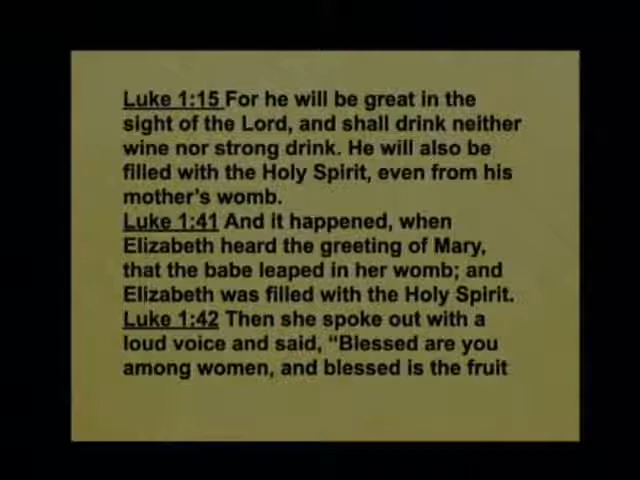 Luke 1:15 For he will be great in the
sight of the Lord, and shall drink neither
wine nor strong drink. He will also be
filled with the Holy Spirit, even from his
mother's womb.
Luke 1:41 And it happened, when
Elizabeth heard the greeting of Mary,
that the babe leaped in her womb; and
Elizabeth was filled with the Holy Spirit.
Luke 1:42 Then she spoke out with a
loud voice and said, “Blessed are you
among women, and blessed is the fruit